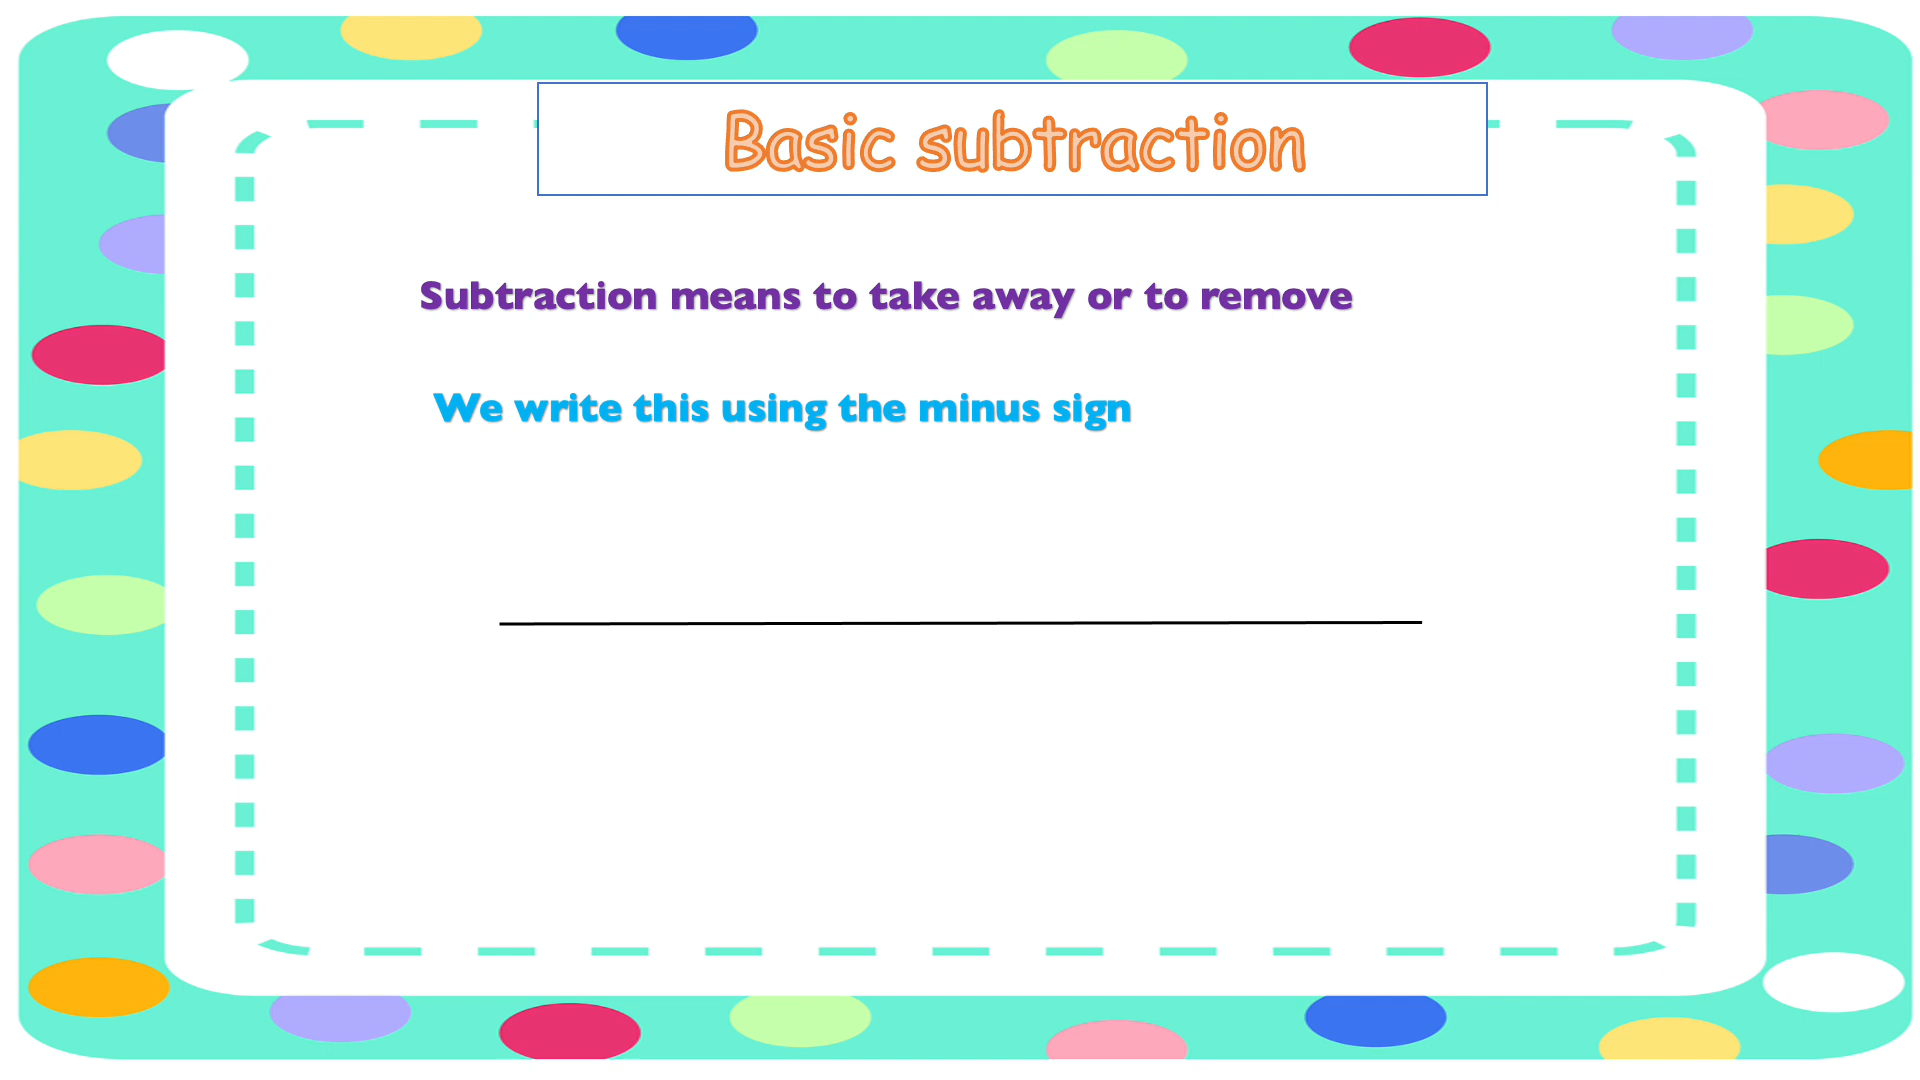 Basic subtraction
Subtraction means to take away or to remove
We write this using the minus sign